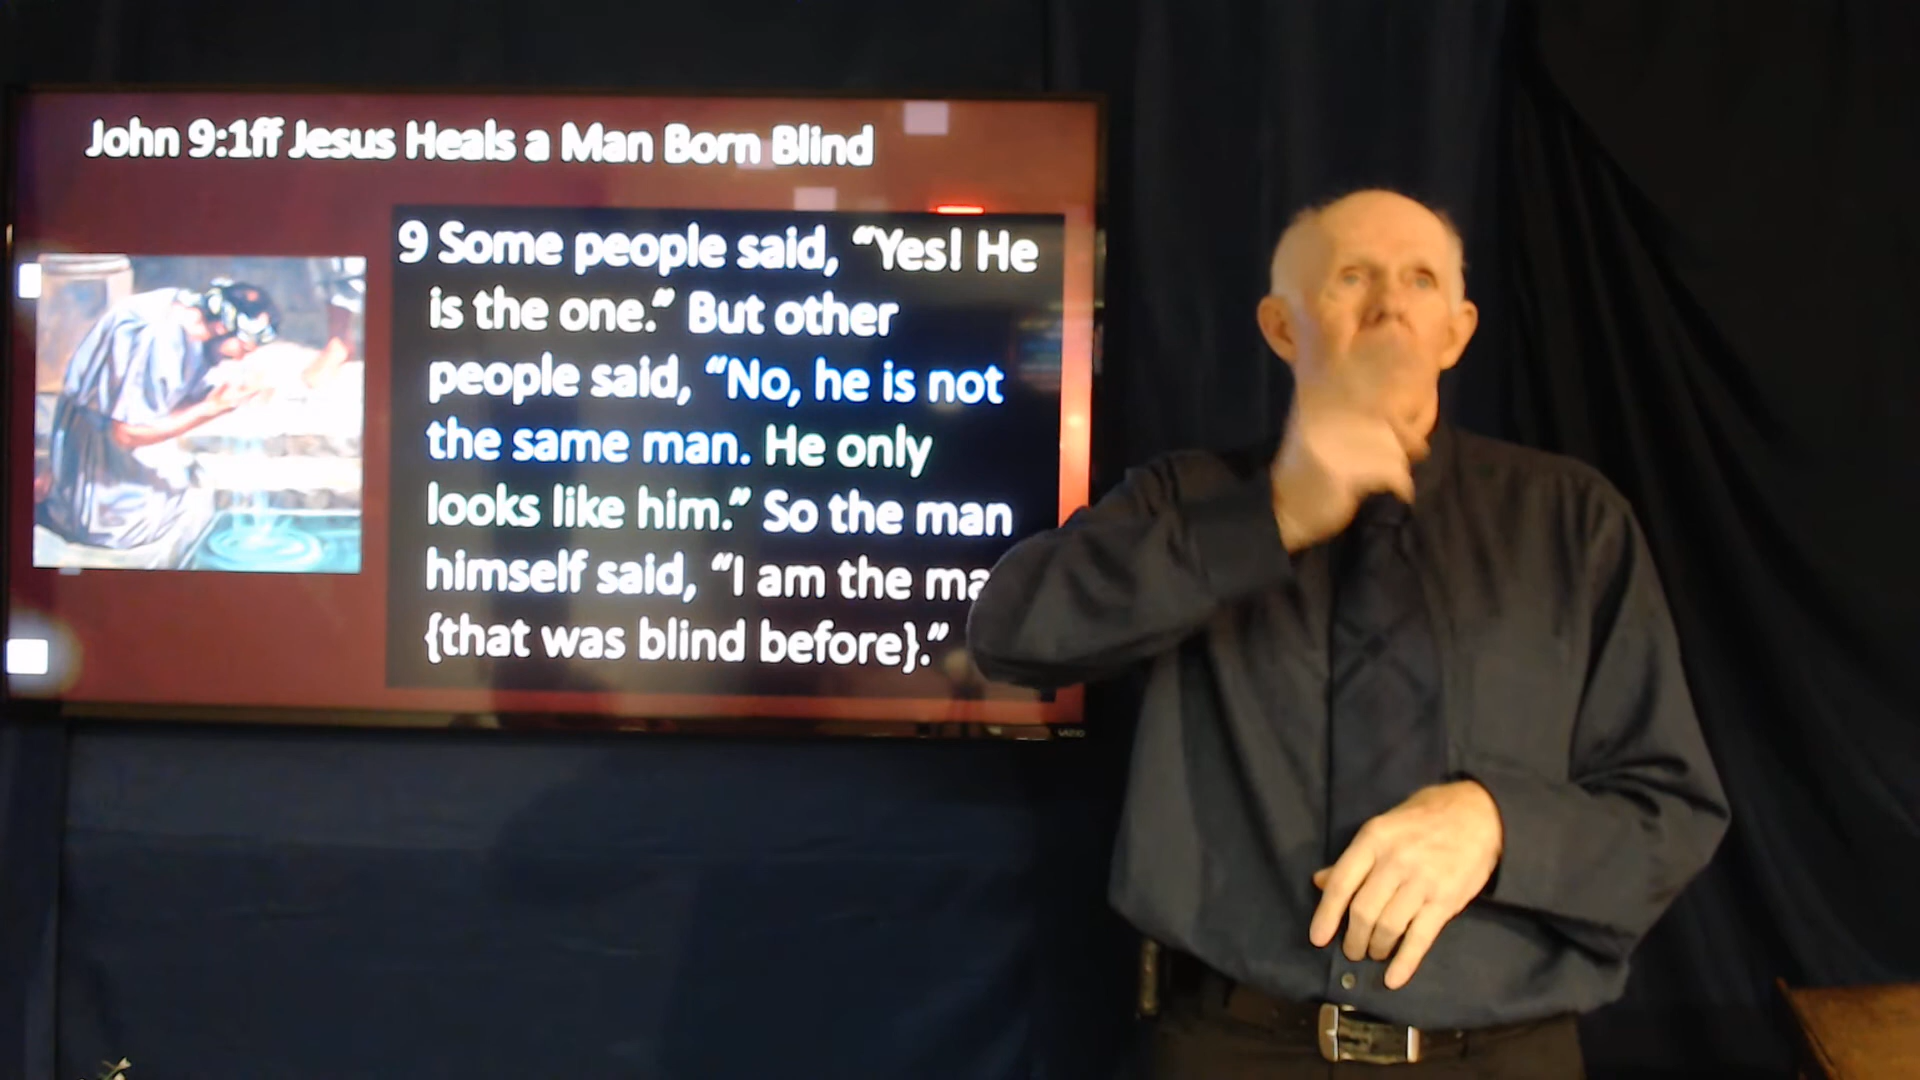 John 9:1ff Jesus Heals a Man Born Blind
9 Some people said, “Yes! He
is the one.” But other
people said, “No, he is not
the same man. He only
looks like him.” So the man
himself said, “I am the ma
{that was blind before}.”
VIZIO